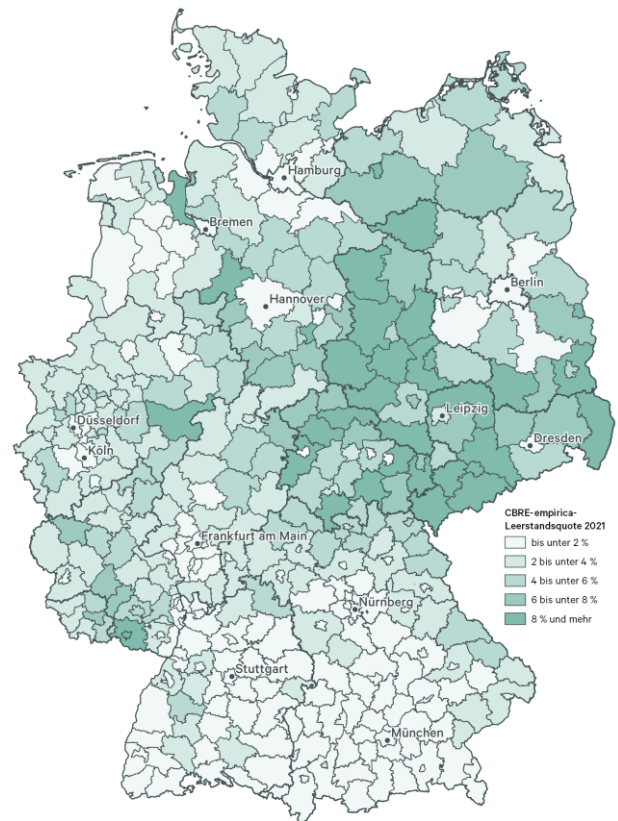 Hamburg
Bremen
Berlin
Hannover
Düsseldorf
Leipzig
Köln
Dresden
CBRE-empirica-
Leerstandsquote 2021
bis unter 2 %
2 bis unter 4 %
4 bis unter 6 %
6 bis unter 8 %
8 % und mehr
Frankfurt am Main
Nürnberg
Stuttgart
München